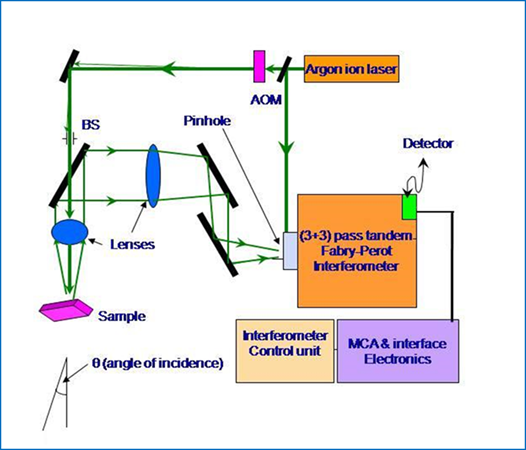 Argon ion laser
AOM
BS
Pinhole
Detector
Lenses
(3+3) pass tandem
Fabry-Perot
Interferometer
Sample
Interferometer
Control unit
MCA & interface
Electronics
θ (angle of incidence)